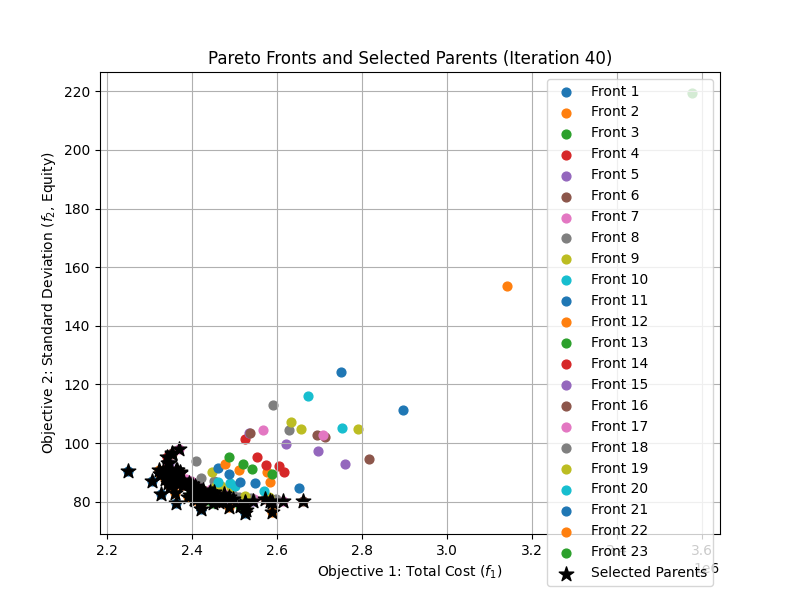 Pareto Fronts and Selected Parents (Iteration 40)
Objective 2: Standard Deviation (f2, Equity)
220
200
180
160
140
120
100
80
2.2
2.4
2.6
2.8
3.0
3.2
3.6
1e6
Objective 1: Total Cost (f1)
Front 1
Front 2
Front 3
Front 4
Front 5
Front 6
Front 7
Front 8
Front 9
Front 10
Front 11
Front 12
Front 13
Front 14
Front 15
Front 16
Front 17
Front 18
Front 19
Front 20
Front 21
Front 22
Front 23
Selected Parents